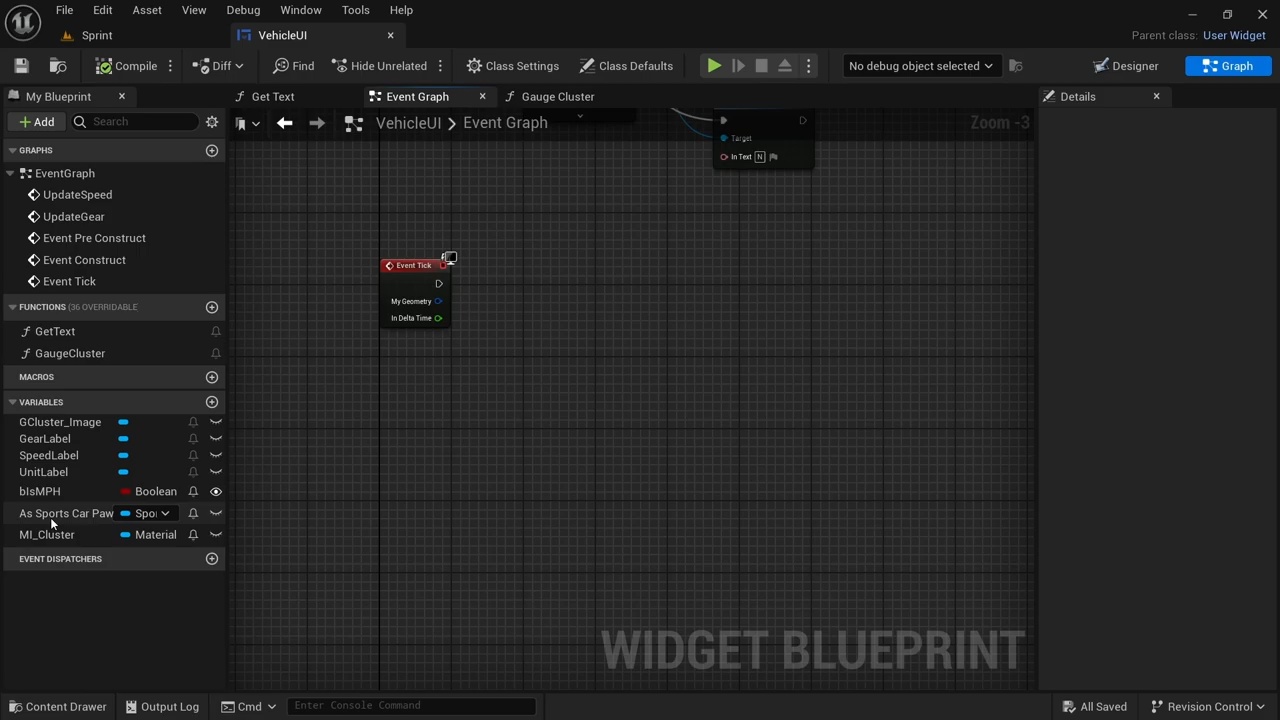 File Edit Asset View Debug Window Tools Help
Sprint
VehicleUI
Parent class: User Widget
Compile
Diff
Find
Hide Unrelated
Class Settings
Class Defaults
No debug object selected
Designer
Graph
My Blueprint
Get Text
Event Graph
Gauge Cluster
Details
Add
Search
VehicleUI
Event Graph
Zoom -3
GRAPHS
EventGraph
UpdateSpeed
UpdateGear
Event Pre Construct
Event Construct
Event Tick
FUNCTIONS (36 OVERRIDABLE
GetText
GaugeCluster
MACROS
VARIABLES
GCluster_Image
GearLabel
SpeedLabel
UnitLabel
bIsMPH Boolean
As Sports Car Paw Spo
MI_Cluster Material
EVENT DISPATCHERS
Target
In Text N
Event Tick
My Geometry
In Delta Time
WIDGET BLUEPRINT
Content Drawer
Output Log
Cmd
Enter Console Command
All Saved
Revision Control